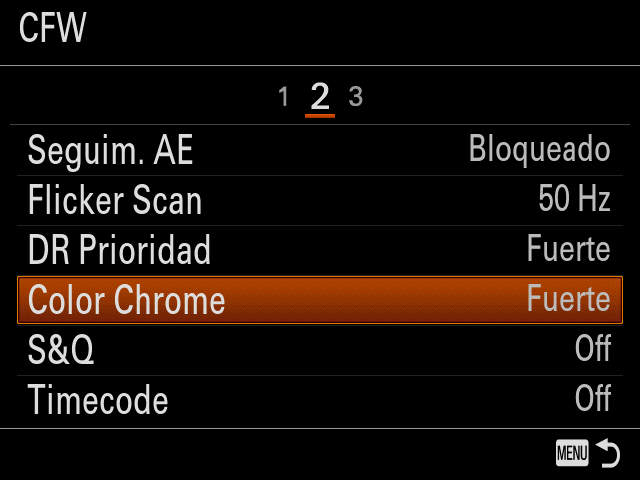 CFW
1 2 3
Seguim. AE Bloqueado
Flicker Scan 50 Hz
DR Prioridad Fuerte
Color Chrome Fuerte
S&Q Off
Timecode Off
MENU